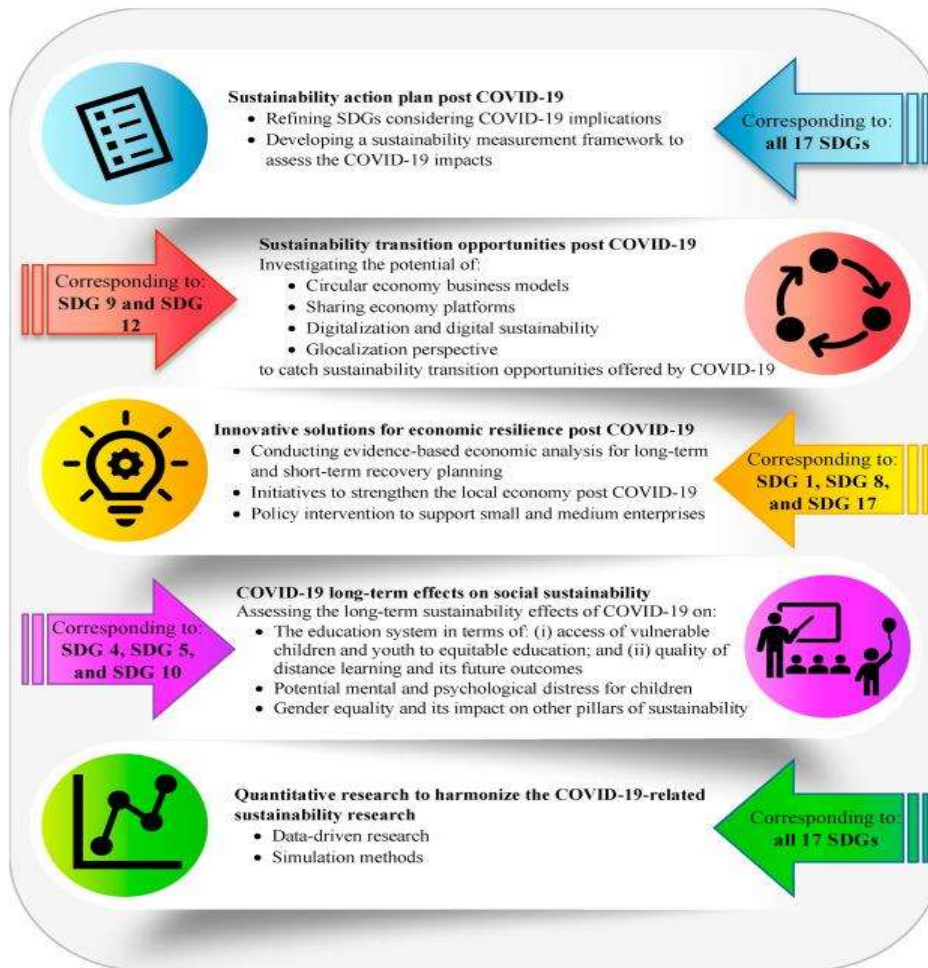 Sustainability action plan post COVID-19
• Refining SDGs considering COVID-19 implications
• Developing a sustainability measurement framework to
assess the COVID-19 impacts
Corresponding to:
all 17 SDGs
Corresponding to:
SDG 9 and SDG
12
Sustainability transition opportunities post COVID-19
Investigating the potential of:
• Circular economy business models
• Sharing economy platforms
• Digitalization and digital sustainability
• Glocalization perspective
to catch sustainability transition opportunities offered by COVID-19
Innovative solutions for economic resilience post COVID-19
• Conducting evidence-based economic analysis for long-term
and short-term recovery planning
• Initiatives to strengthen the local economy post COVID-19
• Policy intervention to support small and medium enterprises
Corresponding to:
SDG 1, SDG 8,
and SDG 17
Corresponding to:
SDG 4, SDG 5,
and SDG 10
COVID-19 long-term effects on social sustainability
Assessing the long-term sustainability effects of COVID-19 on:
• The education system in terms of: (i) access of vulnerable
children and youth to equitable education; and (ii) quality of
distance learning and its future outcomes
• Potential mental and psychological distress for children
• Gender equality and its impact on other pillars of sustainability
Quantitative research to harmonize the COVID-19-related
sustainability research
• Data-driven research
• Simulation methods
Corresponding to:
all 17 SDGs